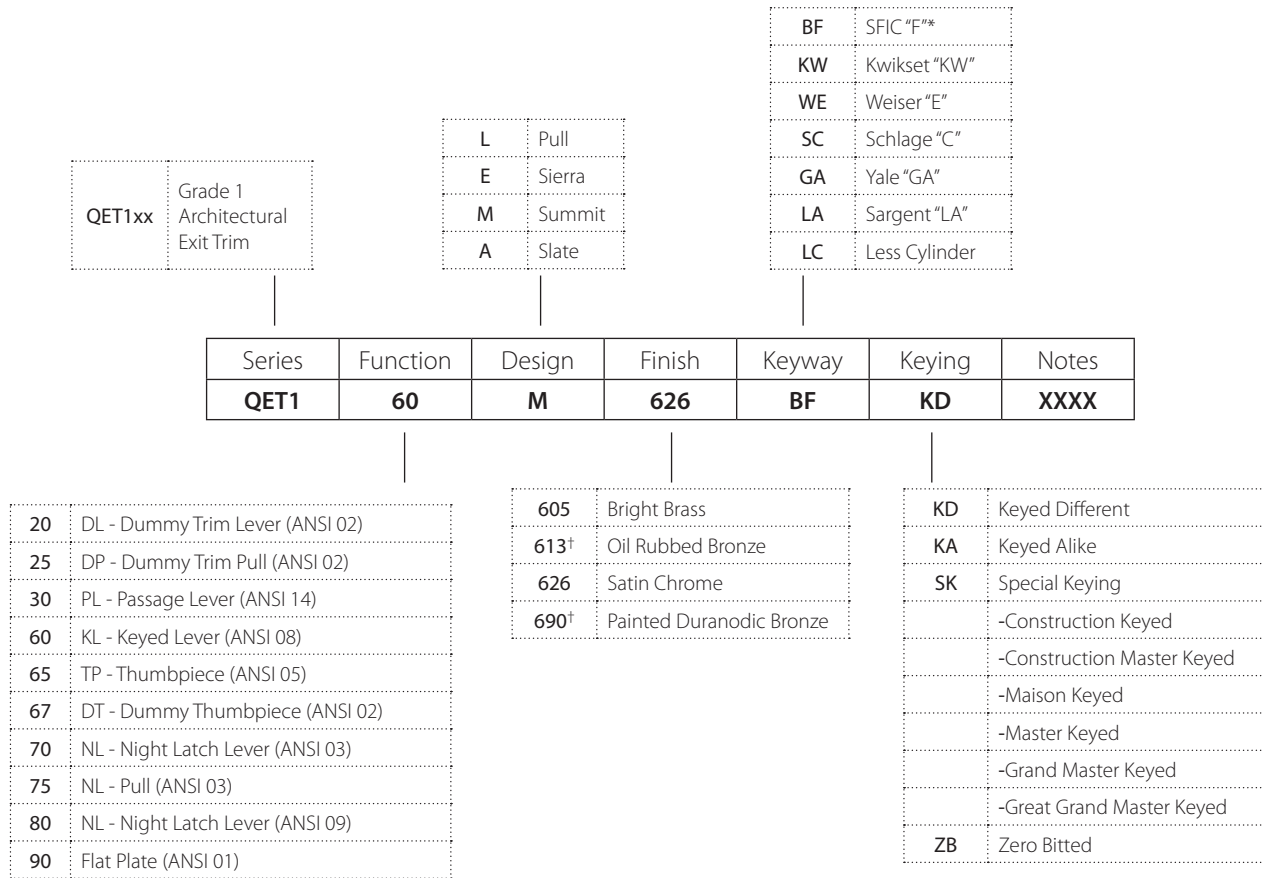 BF SFIC “F”*
KW Kwikset “KW”
WE Weiser “E”
SC Schlage “C”
GA Yale “GA”
LA Sargent “LA”
LC Less Cylinder
L Pull
E Sierra
M Summit
A Slate
QET1xx Grade 1
Architectural
Exit Trim
Series Function Design Finish Keyway Keying Notes
QET1 60 M 626 BF KD XXXX
20 DL - Dummy Trim Lever (ANSI 02)
25 DP - Dummy Trim Pull (ANSI 02)
30 PL - Passage Lever (ANSI 14)
60 KL - Keyed Lever (ANSI 08)
65 TP - Thumbpiece (ANSI 05)
67 DT - Dummy Thumbpiece (ANSI 02)
70 NL - Night Latch Lever (ANSI 03)
75 NL - Pull (ANSI 03)
80 NL - Night Latch Lever (ANSI 09)
90 Flat Plate (ANSI 01)
605 Bright Brass
613† Oil Rubbed Bronze
626 Satin Chrome
690† Painted Duranodic Bronze
KD Keyed Different
KA Keyed Alike
SK Special Keying
-Construction Keyed
-Construction Master Keyed
-Maison Keyed
-Master Keyed
-Grand Master Keyed
-Great Grand Master Keyed
ZB Zero Bitted